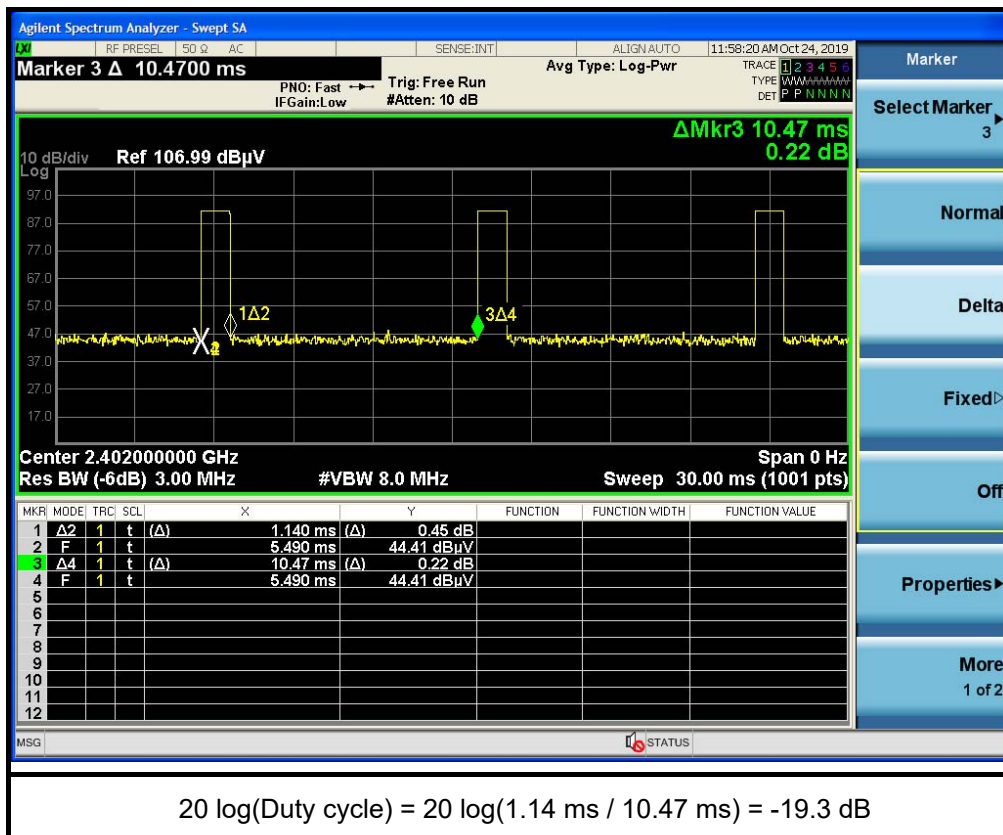 Agilent Spectrum Analyzer - Swept SA
LXI RF PRESEL 50 Ω AC SENSE:INT ALIGN AUTO 11:58:20 AM Oct 24, 2019
Marker 3 Δ 10.4700 ms
PNO: Fast
IFGain:Low
Trig: Free Run
#Atten: 10 dB
Avg Type: Log-Pwr
TRACE 1 2 3 4 5 6
TYPE
DET P P N N N N
ΔMkr3 10.47 ms
0.22 dB
10 dB/div Ref 106.99 dBµV
Log
97.0
87.0
77.0
67.0
57.0
47.0
37.0
27.0
17.0
1Δ2
3Δ4
Center 2.402000000 GHz Span 0 Hz
Res BW (-6dB) 3.00 MHz #VBW 8.0 MHz Sweep 30.00 ms (1001 pts)
MKR MODE TRC SCL X Y FUNCTION FUNCTION WIDTH FUNCTION VALUE
1 Δ2 1 t (Δ) 1.140 ms (Δ) 0.45 dB
2 F 1 t 5.490 ms 44.41 dBµV
3 Δ4 1 t (Δ) 10.47 ms (Δ) 0.22 dB
4 F 1 t 5.490 ms 44.41 dBµV
5
6
7
8
9
10
11
12
MSG STATUS
Marker
Select Marker
3
Normal
Delta
Fixed
Off
Properties
More
1 of 2
20 log(Duty cycle) = 20 log(1.14 ms / 10.47 ms) = -19.3 dB